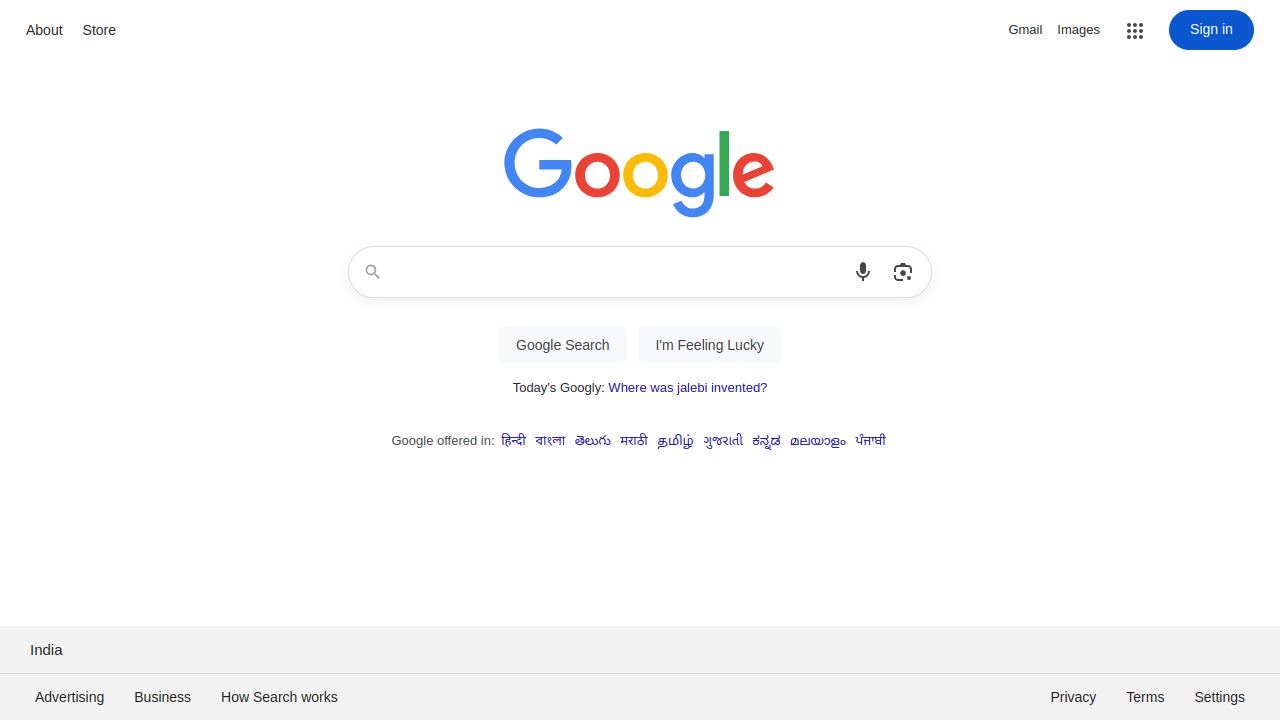 About Store Gmail Images Sign in
Google
Google Search I'm Feeling Lucky
Today's Googly: Where was jalebi invented?
Google offered in: हिन्दी বাংলা తెలుగు मराठी தமிழ் ગુજરાતી ಕನ್ನಡ മലയാളം ਪੰਜਾਬੀ
India
Advertising Business How Search works Privacy Terms Settings